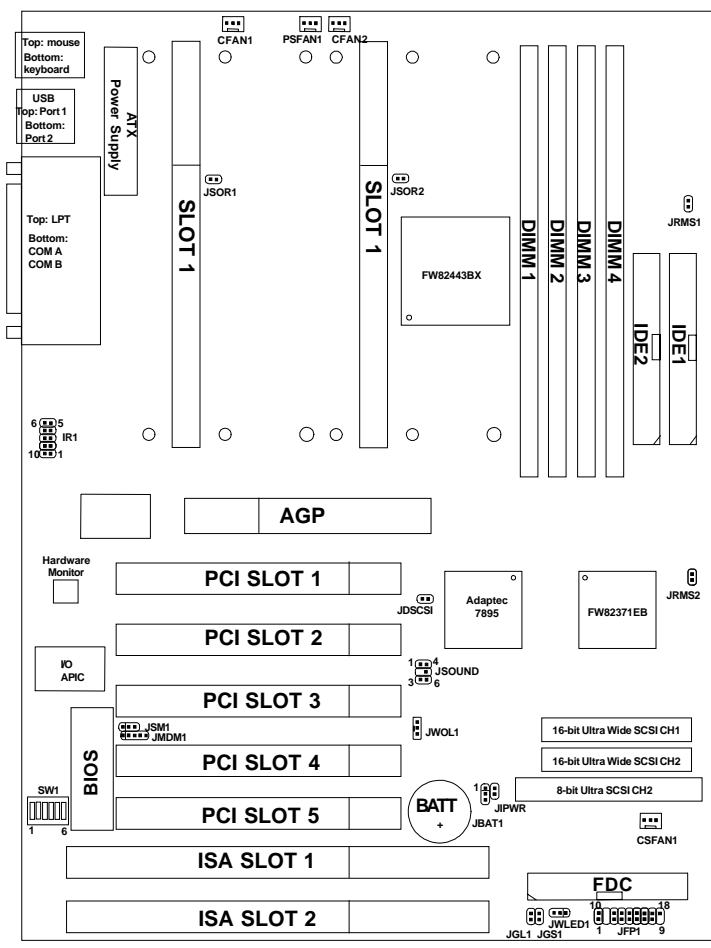 CFAN1
PSFAN1
CFAN2
Top: mouse
Bottom:
keyboard
USB
Top: Port 1
Bottom:
Port 2
ATX
Power Supply
JSOR1
JSOR2
JRMS1
SLOT 1
SLOT 1
Top: LPT
Bottom:
COM A
COM B
FW82443BX
DIMM 1
DIMM 2
DIMM 3
DIMM 4
IDE2
IDE1
6
5
IR1
10
1
AGP
Hardware
Monitor
PCI SLOT 1
JDSCSI
Adaptec
7895
FW82371EB
JRMS2
PCI SLOT 2
I/O
APIC
1
4
JSOUND
3
6
PCI SLOT 3
JSM1
JMDM1
JWOL1
16-bit Ultra Wide SCSI CH1
BIOS
PCI SLOT 4
16-bit Ultra Wide SCSI CH2
SW1
1
6
PCI SLOT 5
BATT
+
1
JIPWR
JBAT1
8-bit Ultra SCSI CH2
CSFAN1
ISA SLOT 1
FDC
10
18
ISA SLOT 2
JGL1
JGS1
JWLED1
1
JFP1
9